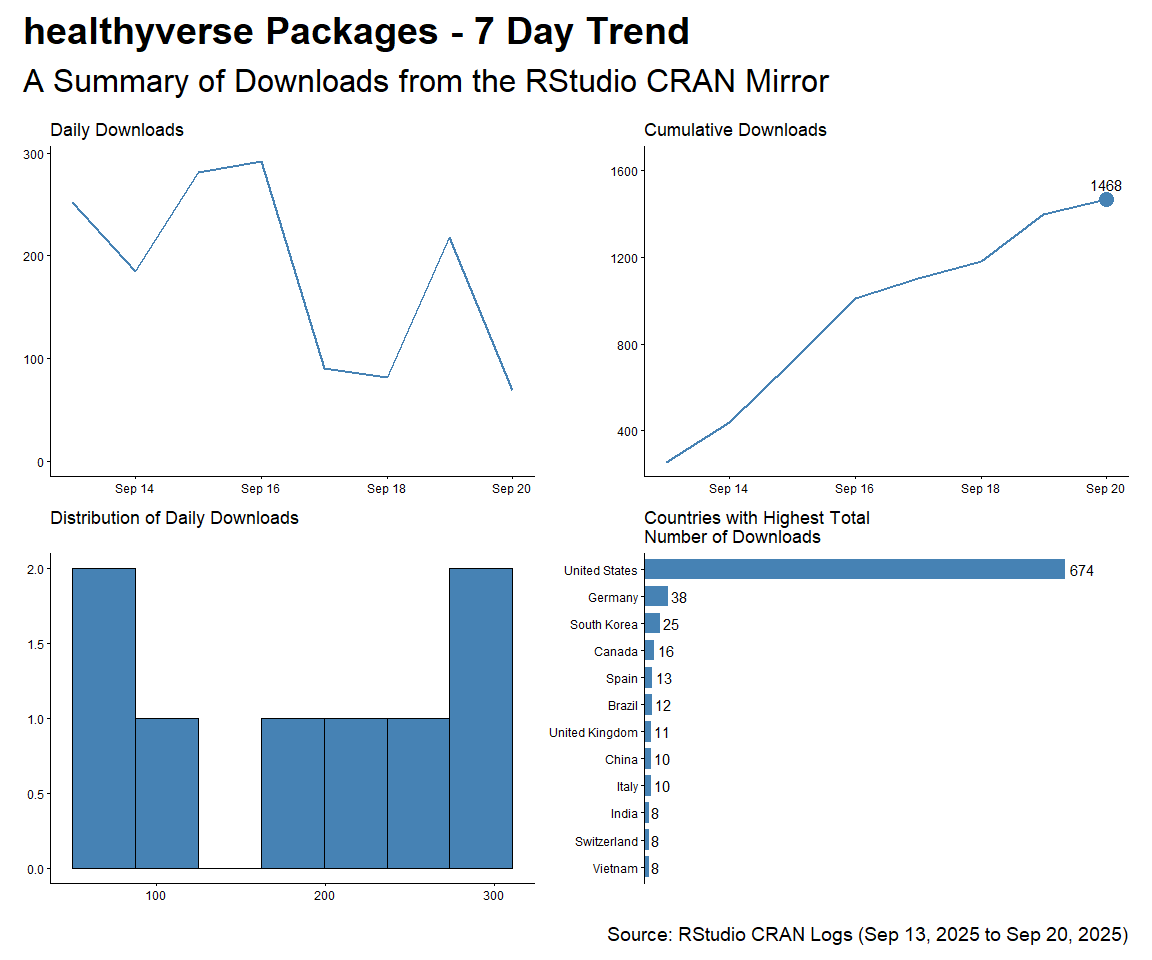 healthyverse Packages - 7 Day Trend
A Summary of Downloads from the RStudio CRAN Mirror
Daily Downloads
300
200
100
0
Sep 14 Sep 16 Sep 18 Sep 20
Cumulative Downloads
1600
1200
800
400
1468
Sep 14 Sep 16 Sep 18 Sep 20
Distribution of Daily Downloads
2.0
1.5
1.0
0.5
0.0
100 200 300
Countries with Highest Total
Number of Downloads
United States 674
Germany 38
South Korea 25
Canada 16
Spain 13
Brazil 12
United Kingdom 11
China 10
Italy 10
India 8
Switzerland 8
Vietnam 8
Source: RStudio CRAN Logs (Sep 13, 2025 to Sep 20, 2025)